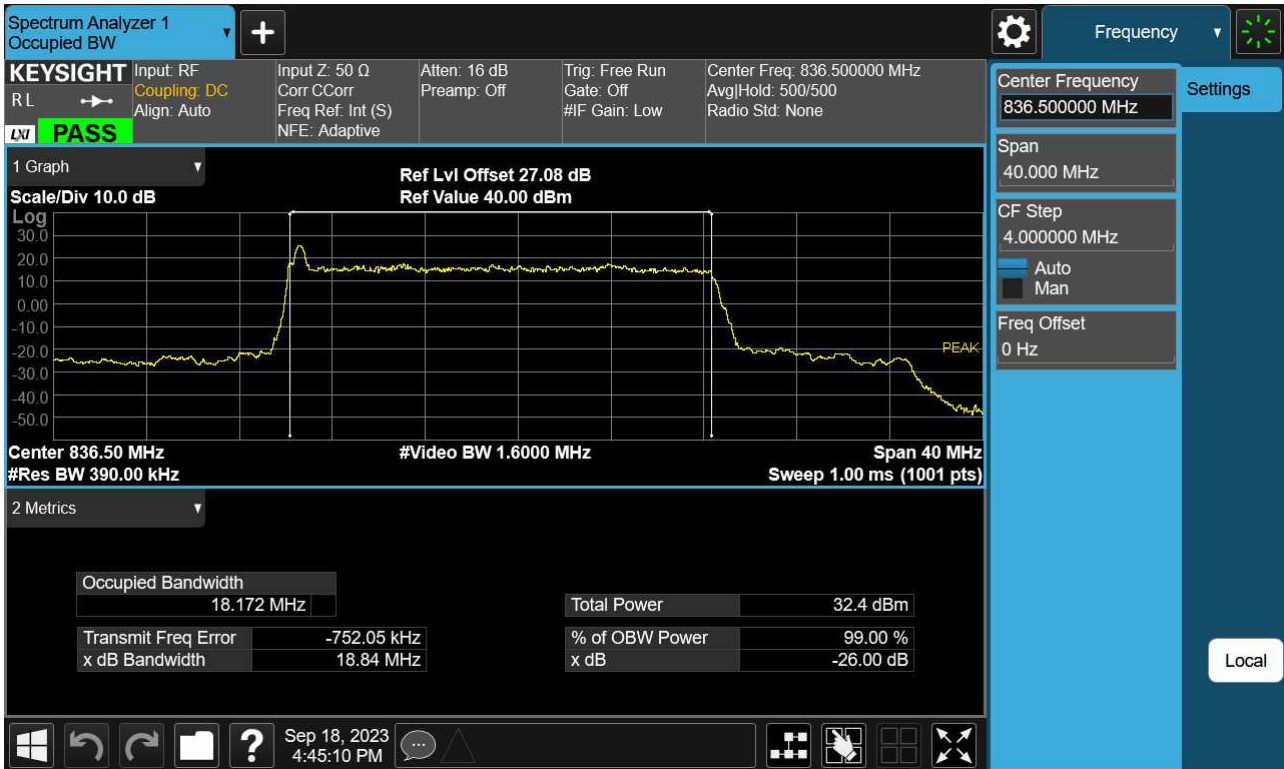 Spectrum Analyzer 1
Occupied BW
+
Frequency
KEYSIGHT
R L
LXI
PASS
Input: RF
Coupling: DC
Align: Auto
Input Z: 50 Ω
Corr CCorr
Freq Ref: Int (S)
NFE: Adaptive
Atten: 16 dB
Preamp: Off
Trig: Free Run
Gate: Off
#IF Gain: Low
Center Freq: 836.500000 MHz
Avg|Hold: 500/500
Radio Std: None
1 Graph
Scale/Div 10.0 dB
Ref Lvl Offset 27.08 dB
Ref Value 40.00 dBm
Log
30.0
20.0
10.0
0.00
-10.0
-20.0
-30.0
-40.0
-50.0
PEAK
Center 836.50 MHz
#Video BW 1.6000 MHz
Span 40 MHz
#Res BW 390.00 kHz
Sweep 1.00 ms (1001 pts)
2 Metrics
Occupied Bandwidth
18.172 MHz
Total Power 32.4 dBm
Transmit Freq Error -752.05 kHz
% of OBW Power 99.00 %
x dB Bandwidth 18.84 MHz
x dB -26.00 dB
?
Sep 18, 2023
4:45:10 PM
Center Frequency
836.500000 MHz
Span
40.000 MHz
CF Step
4.000000 MHz
Auto
Man
Freq Offset
0 Hz
Settings
Local